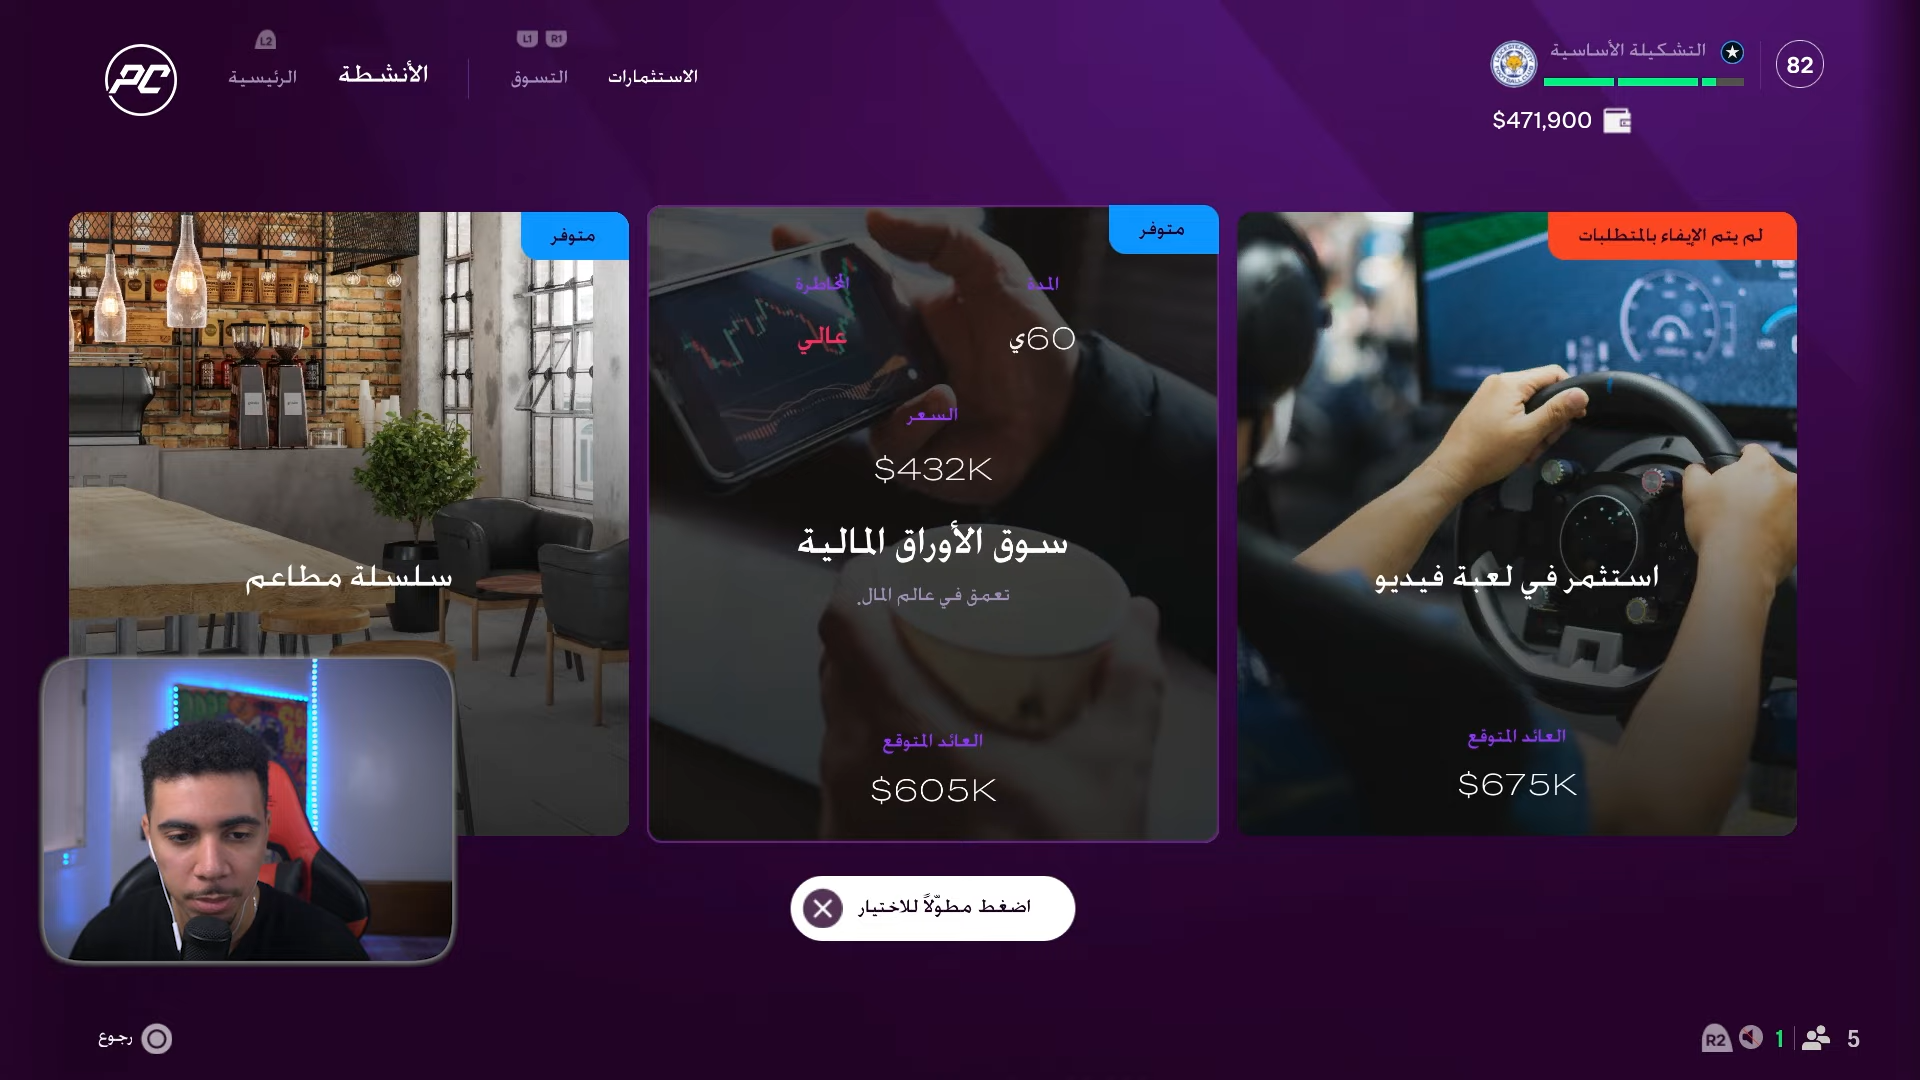 L2
L1 R1
PC
الرئيسية
الأنشطة
التسوق
الاستثمارات
التشكيلة الأساسية
82
$471,900
متوفر
سلسلة مطاعم
متوفر
المخاطرة
المدة
عالي
60ي
السعر
$432K
سوق الأوراق المالية
تعمق في عالم المال.
العائد المتوقع
$605K
لم يتم الإيفاء بالمتطلبات
استثمر في لعبة فيديو
العائد المتوقع
$675K
اضغط مطوّلاً للاختيار
رجوع
R2
1
5